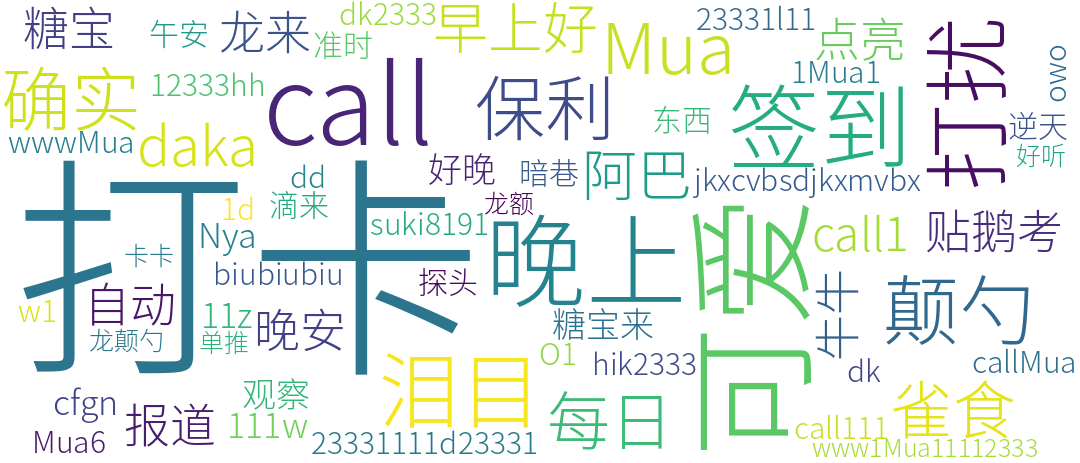 糖宝
午安
龙来
dk2333
准时
早上好
23331l11
点亮
打扰
owo
确实
12333hh
call
保利
Mua
1Mua1
签到
东西
逆天
好听
wwwMua
daka
好晚
暗巷
阿巴
jkxcvbsdjkxmvbx
打卡
dd
1d
滴来
龙额
suki8191
Nya
卡卡
biubiubiu
探头
晚上
可爱
call1
贴鹅考
w1
自动
11z
晚安
糖宝来
牛牛
颠勺
龙颠勺
单推
泪目
O1
hik2333
dk
callMua
cfgn
报道
观察
111w
每日
雀食
call111
Mua6
23331111d23331
www1Mua11112333